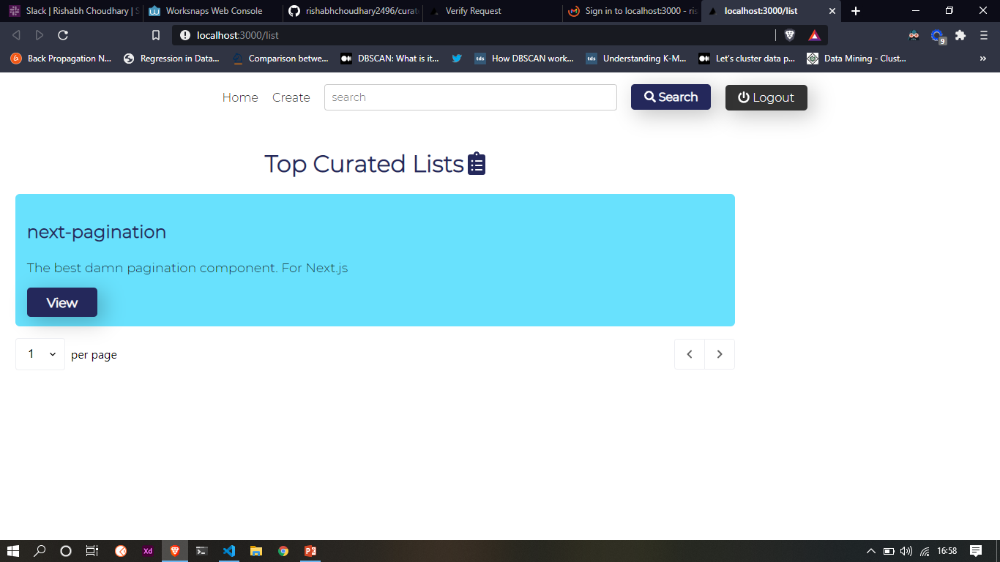 Slack | Rishabh Choudhary | S
Worksnaps Web Console
rishabhchoudhary2496/curat
Verify Request
Sign in to localhost:3000 - ris
localhost:3000/list
localhost:3000/list
9
Back Propagation N...
Regression in Data...
Comparison betwe...
DBSCAN: What is it...
tds
How DBSCAN work...
tds
Understanding K-M...
Let's cluster data p...
Data Mining - Clust...
»
Home
Create
search
Search
Logout
Top Curated Lists
next-pagination
The best damn pagination component. For Next.js
View
1
per page
Xd
16:58